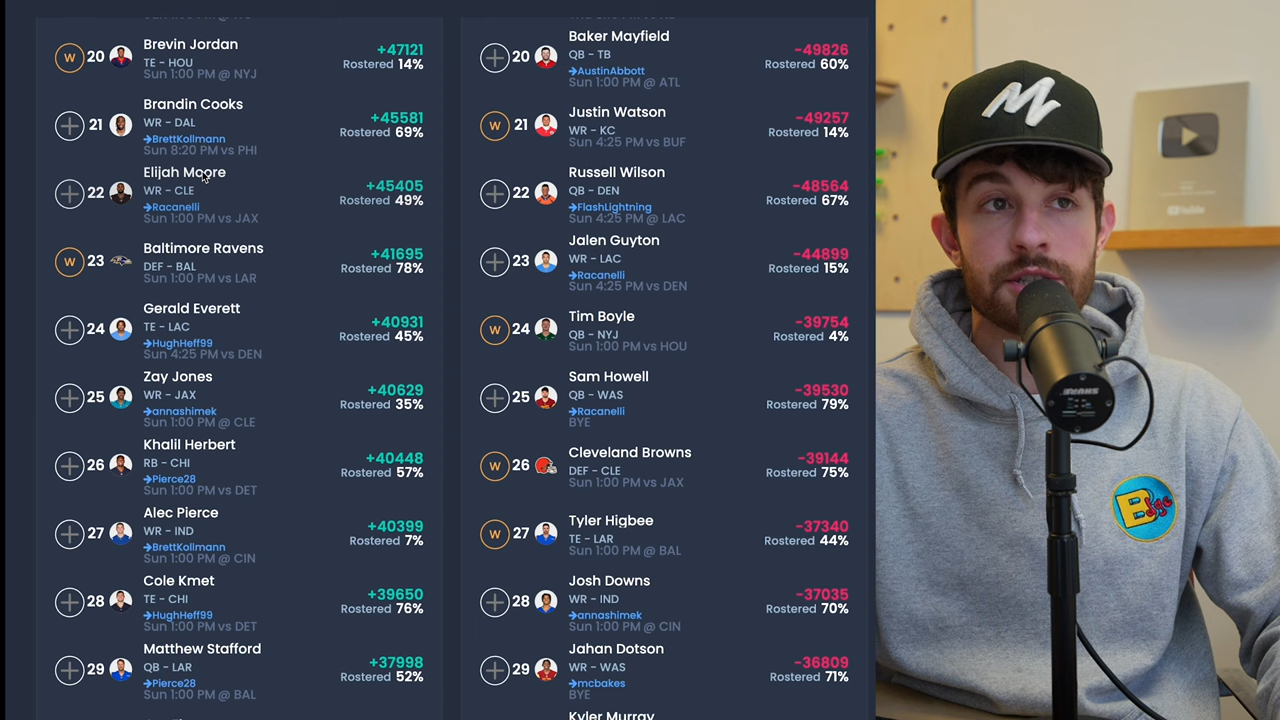 W 20 Brevin Jordan +47121
TE - HOU Rostered 14%
Sun 1:00 PM @ NYJ
21 Brandin Cooks +45581
WR - DAL Rostered 69%
BrettKollmann
Sun 8:20 PM vs PHI
22 Elijah Moore +45405
WR - CLE Rostered 49%
Racanelli
Sun 1:00 PM vs JAX
W 23 Baltimore Ravens +41695
DEF - BAL Rostered 78%
Sun 1:00 PM vs LAR
24 Gerald Everett +40931
TE - LAC Rostered 45%
HughHeff99
Sun 4:25 PM vs DEN
25 Zay Jones +40629
WR - JAX Rostered 35%
annashimek
Sun 1:00 PM @ CLE
26 Khalil Herbert +40448
RB - CHI Rostered 57%
Pierce28
Sun 1:00 PM vs DET
27 Alec Pierce +40399
WR - IND Rostered 7%
BrettKollmann
Sun 1:00 PM @ CIN
28 Cole Kmet +39650
TE - CHI Rostered 76%
HughHeff99
Sun 1:00 PM vs DET
29 Matthew Stafford +37998
QB - LAR Rostered 52%
Pierce28
Sun 1:00 PM @ BAL
20 Baker Mayfield -49826
QB - TB Rostered 60%
AustinAbbott
Sun 1:00 PM @ ATL
W 21 Justin Watson -49257
WR - KC Rostered 14%
Sun 4:25 PM vs BUF
22 Russell Wilson -48564
QB - DEN Rostered 67%
FlashLightning
Sun 4:25 PM @ LAC
23 Jalen Guyton -44899
WR - LAC Rostered 15%
Racanelli
Sun 4:25 PM vs DEN
W 24 Tim Boyle -39754
QB - NYJ Rostered 4%
Sun 1:00 PM vs HOU
25 Sam Howell -39530
QB - WAS Rostered 79%
Racanelli
BYE
W 26 Cleveland Browns -39144
DEF - CLE Rostered 75%
Sun 1:00 PM vs JAX
W 27 Tyler Higbee -37340
TE - LAR Rostered 44%
Sun 1:00 PM @ BAL
28 Josh Downs -37035
WR - IND Rostered 70%
annashimek
Sun 1:00 PM @ CIN
29 Jahan Dotson -36809
WR - WAS Rostered 71%
mcbakes
BYE
Kyler Murray
M
SHURE
Bdge
YouTube